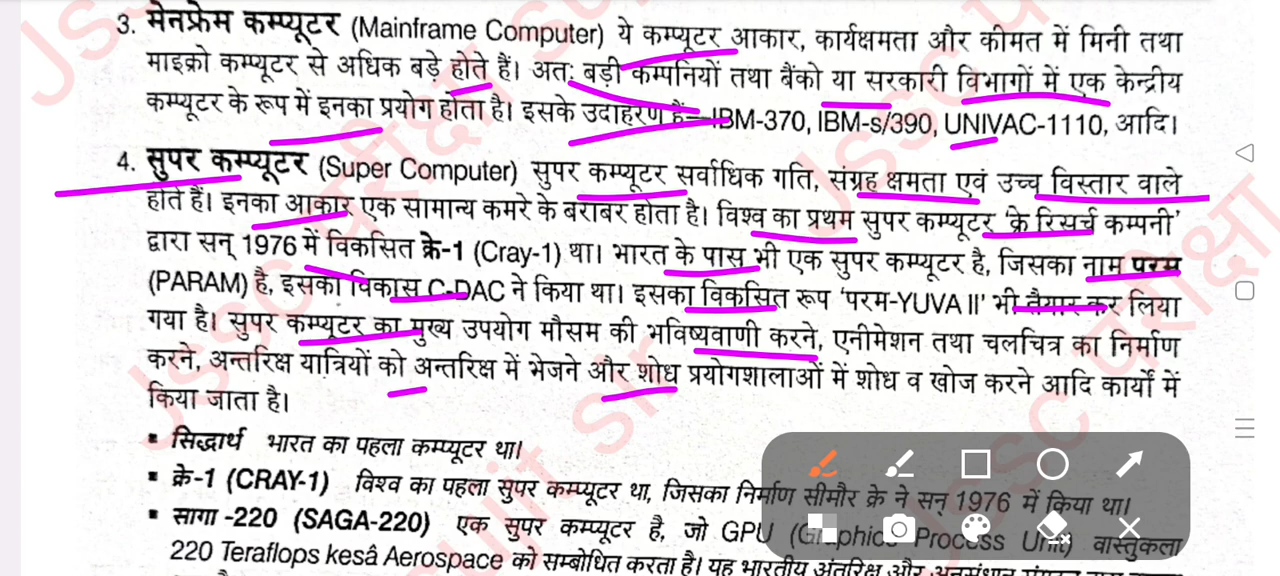 3. मेनफ्रेम कम्प्यूटर (Mainframe Computer) ये कम्प्यूटर आकार, कार्यक्षमता और कीमत में मिनी तथा
माइक्रो कम्प्यूटर से अधिक बड़े होते हैं। अतः बड़ी कम्पनियों तथा बैंको या सरकारी विभागों में एक केन्द्रीय
कम्प्यूटर के रूप में इनका प्रयोग होता है। इसके उदाहरण हैं—IBM-370, IBM-s/390, UNIVAC-1110, आदि।
4. सुपर कम्प्यूटर (Super Computer) सुपर कम्प्यूटर सर्वाधिक गति, संग्रह क्षमता एवं उच्च विस्तार वाले
होते हैं। इनका आकार एक सामान्य कमरे के बराबर होता है। विश्व का प्रथम सुपर कम्प्यूटर ‘क्रे रिसर्च कम्पनी’
द्वारा सन् 1976 में विकसित क्रे-1 (Cray-1) था। भारत के पास भी एक सुपर कम्प्यूटर है, जिसका नाम परम
(PARAM) है, इसका विकास C-DAC ने किया था। इसका विकसित रूप ‘परम-YUVA II’ भी तैयार कर लिया
गया है। सुपर कम्प्यूटर का मुख्य उपयोग मौसम की भविष्यवाणी करने, एनीमेशन तथा चलचित्र का निर्माण
करने, अन्तरिक्ष यात्रियों को अन्तरिक्ष में भेजने और शोध प्रयोगशालाओं में शोध व खोज करने आदि कार्यों में
किया जाता है।
▪ सिद्धार्थ भारत का पहला कम्प्यूटर था।
▪ क्रे-1 (CRAY-1) विश्व का पहला सुपर कम्प्यूटर था, जिसका निर्माण सीमौर क्रे ने सन् 1976 में किया था।
▪ सागा -220 (SAGA-220) एक सुपर कम्प्यूटर है, जो GPU (Graphics Process Unit) वास्तुकला
220 Teraflops kesâ Aerospace को सम्बोधित करता है। यह भारतीय अंतरिक्ष और अनुसंधान